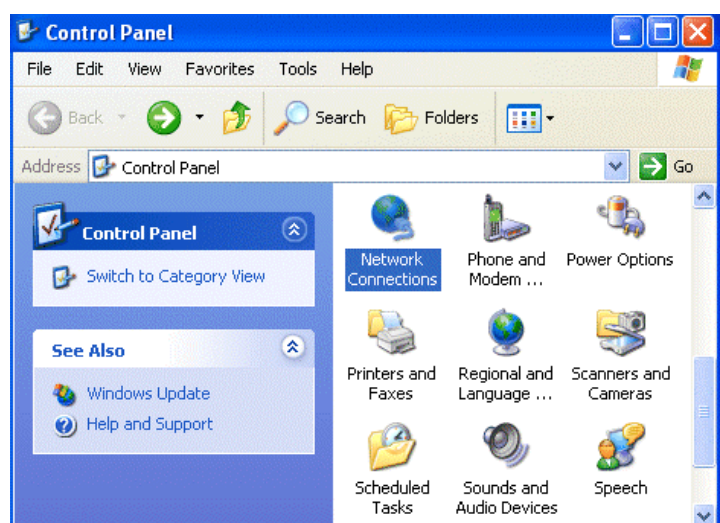 Control Panel
File Edit View Favorites Tools Help
Back Search Folders
Address Control Panel Go
Control Panel
Switch to Category View
See Also
Windows Update
Help and Support
Network Connections
Phone and Modem ...
Power Options
Printers and Faxes
Regional and Language ...
Scanners and Cameras
Scheduled Tasks
Sounds and Audio Devices
Speech